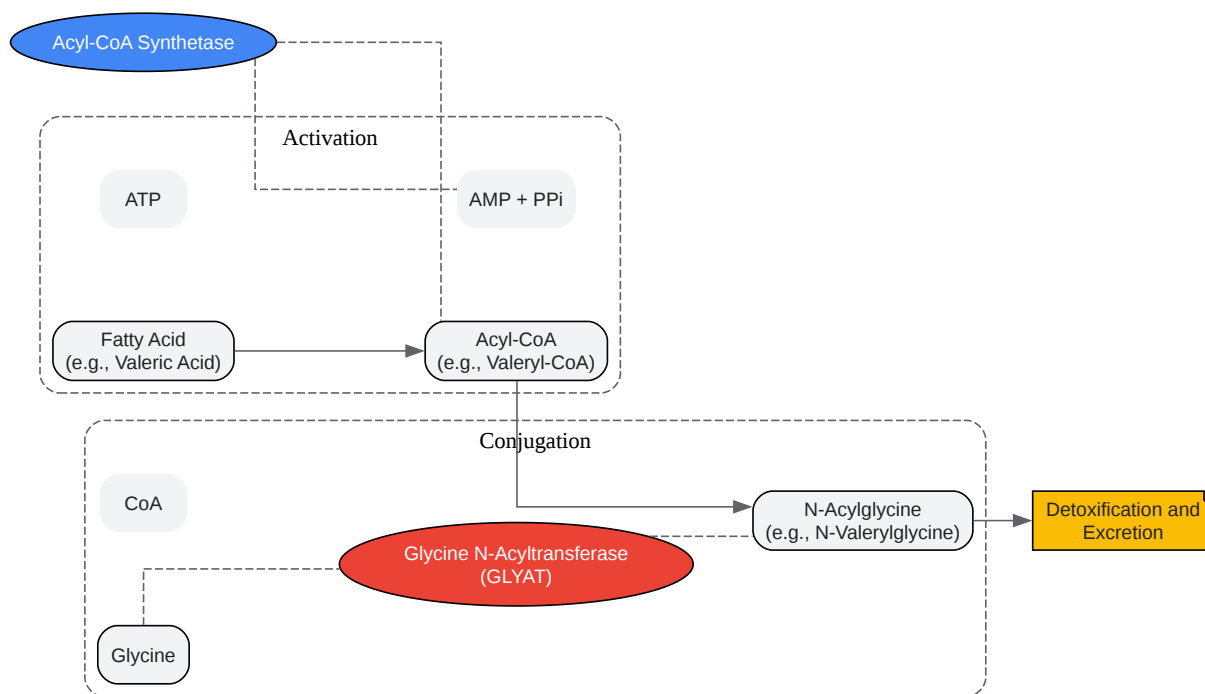 Acyl-CoA Synthetase
Activation
ATP
AMP + PPi
Fatty Acid
(e.g., Valeric Acid)
Acyl-CoA
(e.g., Valeryl-CoA)
Conjugation
CoA
N-Acylglycine
(e.g., N-Valerylglycine)
Detoxification and
Excretion
Glycine N-Acyltransferase
(GLYAT)
Glycine